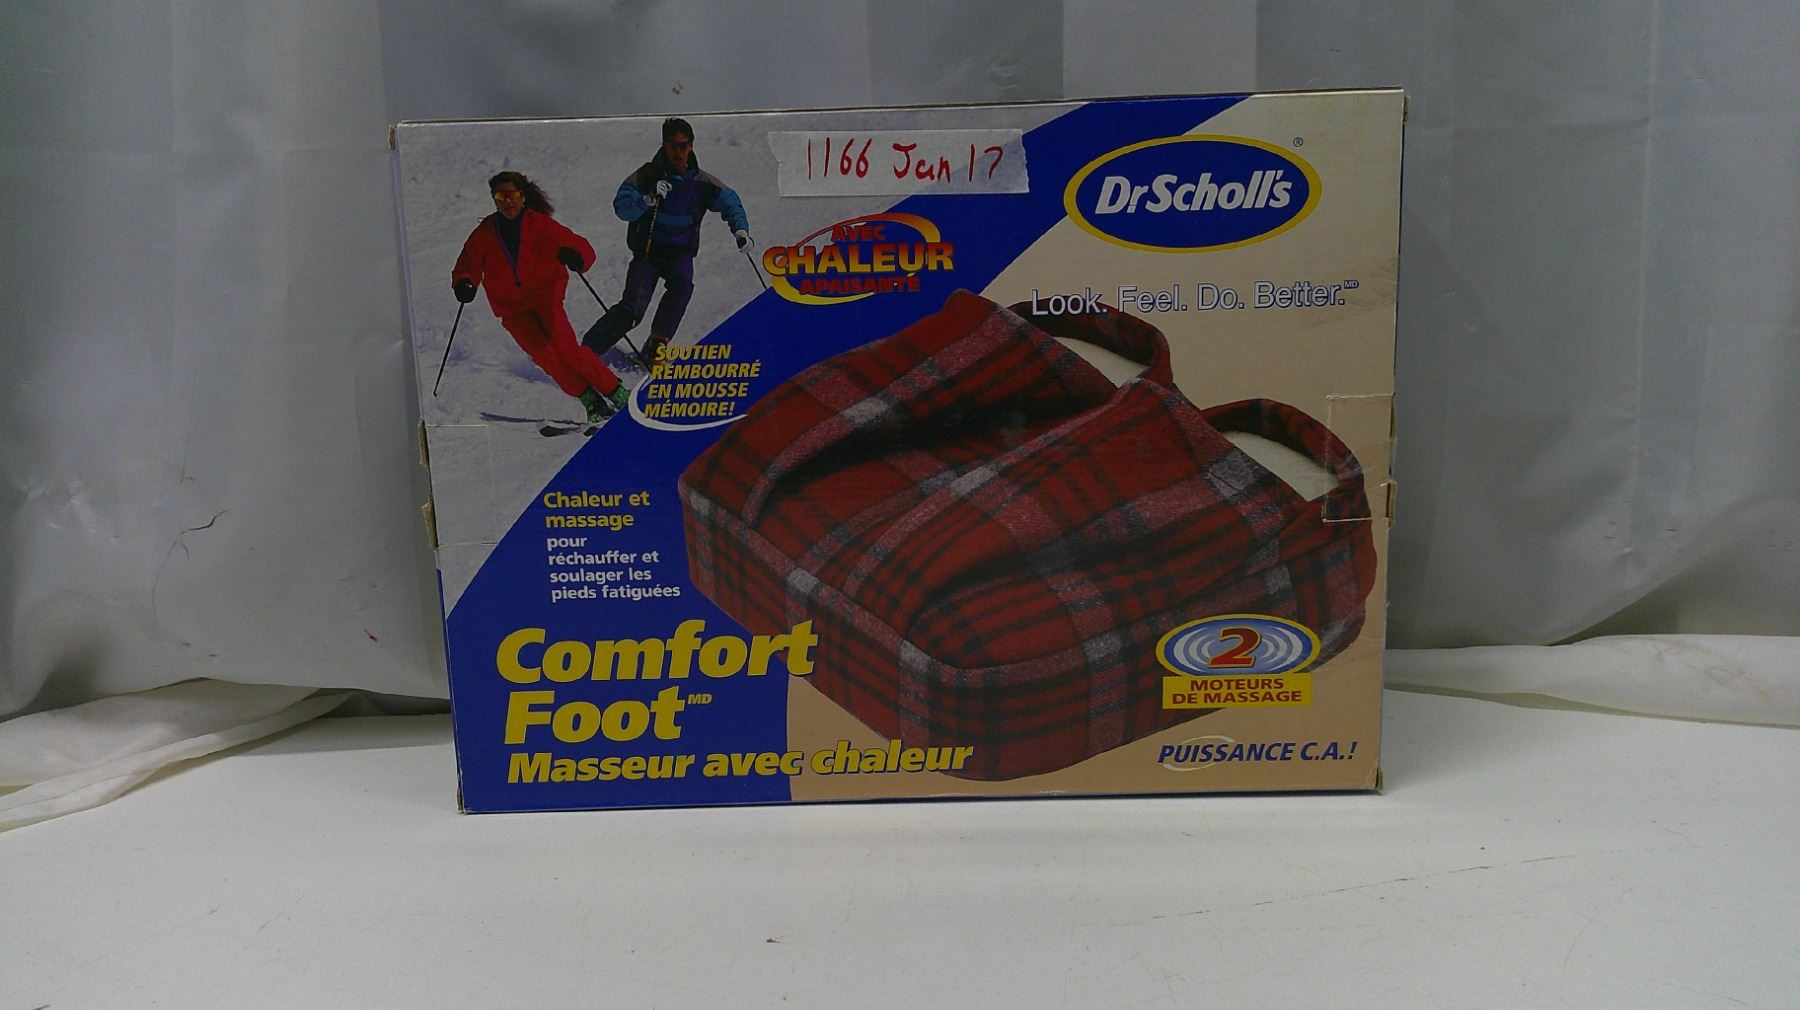 1166 Jan 17
Dr Scholl's®
Look. Feel. Do. Better.MD
AVEC
CHALEUR
APAISANTE
SOUTIEN
REMBOURRÉ
EN MOUSSE
MÉMOIRE!
Chaleur et
massage
pour
réchauffer et
soulager les
pieds fatiguées
Comfort
FootMD
Masseur avec chaleur
2
MOTEURS
DE MASSAGE
PUISSANCE C.A.!